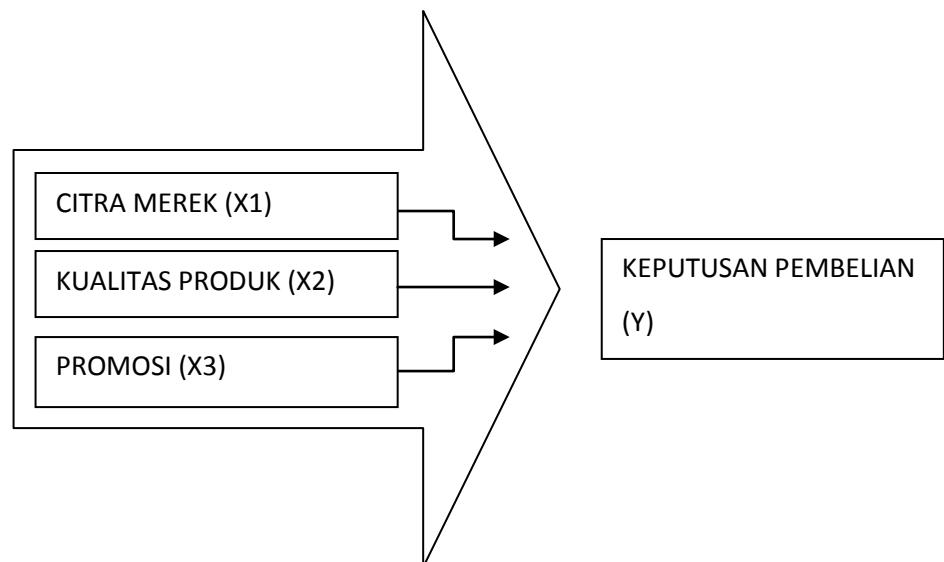 CITRA MEREK (X1)
KUALITAS PRODUK (X2)
PROMOSI (X3)
KEPUTUSAN PEMBELIAN
(Y)